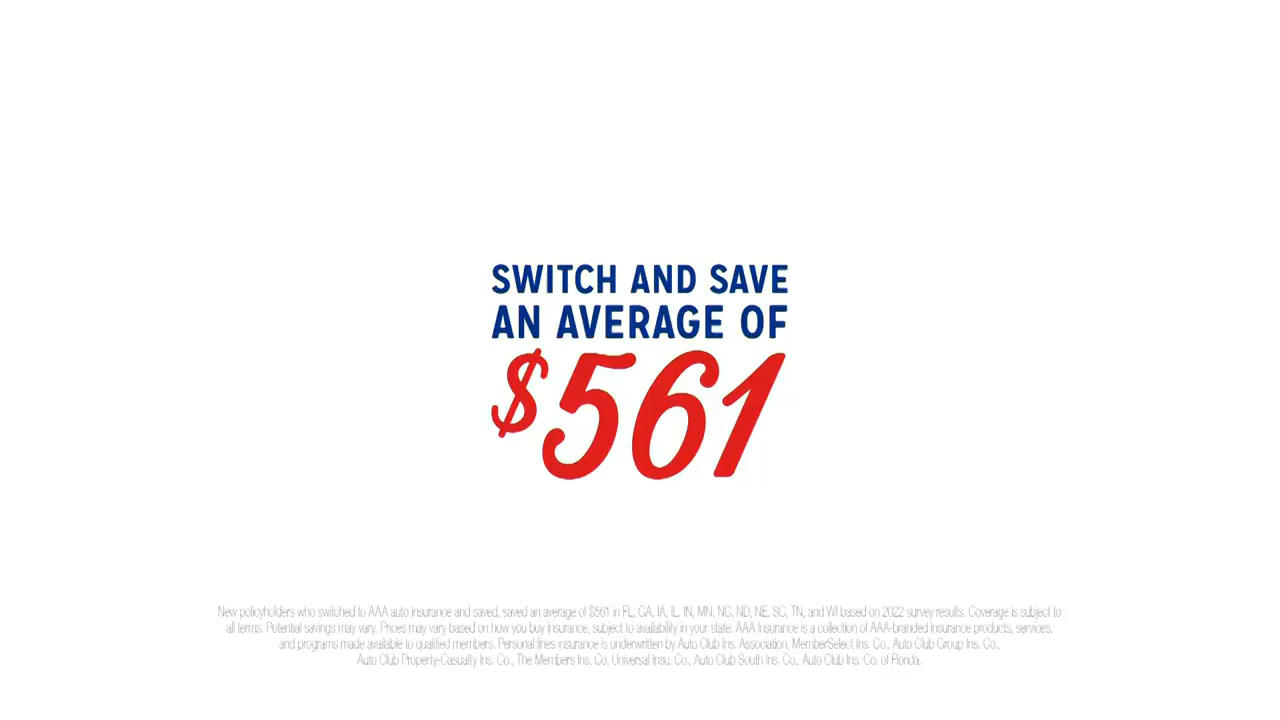 SWITCH AND SAVE
AN AVERAGE OF
$561
New policyholders who switched to AAA auto insurance and saved, saved an average of $561 in FL, GA, IA, IL, IN, MN, NC, ND, NE, SC, TN, and WI based on 2022 survey results. Coverage is subject to
all terms. Potential savings may vary. Prices may vary based on how you buy insurance, subject to availability in your state. AAA Insurance is a collection of AAA-branded insurance products, services,
and programs made available to qualified members. Personal lines insurance is underwritten by Auto Club Ins. Association, MemberSelect Ins. Co., Auto Club Group Ins. Co.,
Auto Club Property-Casualty Ins. Co., The Members Ins. Co, Universal Insu. Co., Auto Club South Ins. Co., Auto Club Ins. Co. of Florida.